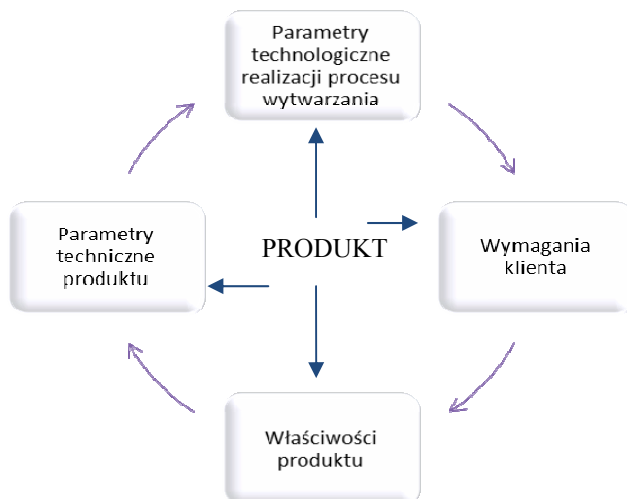 Parametry
technologiczne
realizacji procesu
wytwarzania
Parametry
techniczne
produktu
PRODUKT
Wymagania
klienta
Właściwości
produktu